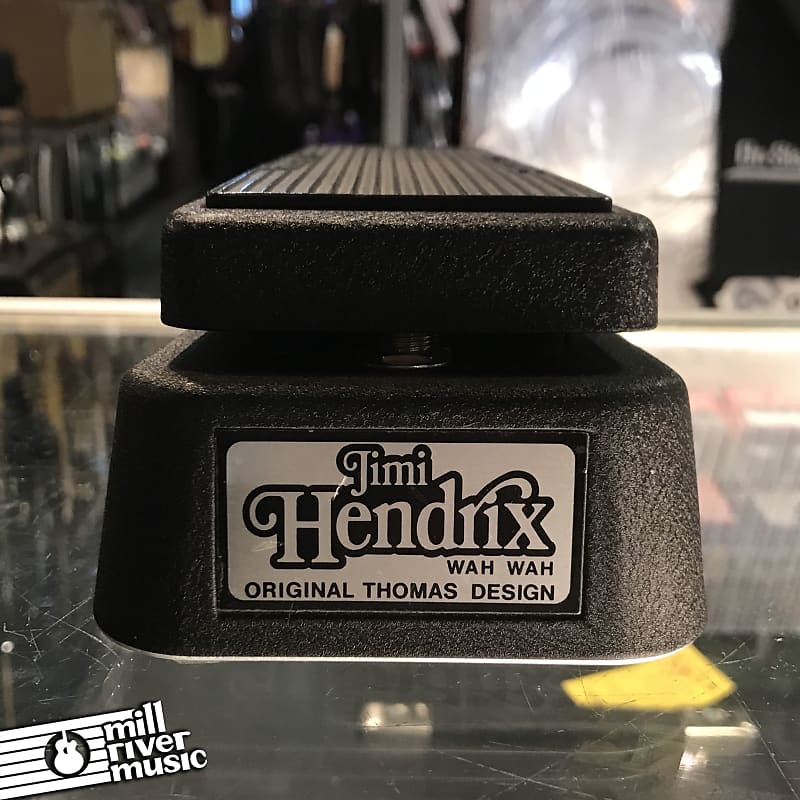 Jimi
Hendrix
WAH WAH
ORIGINAL THOMAS DESIGN
mill
river
music